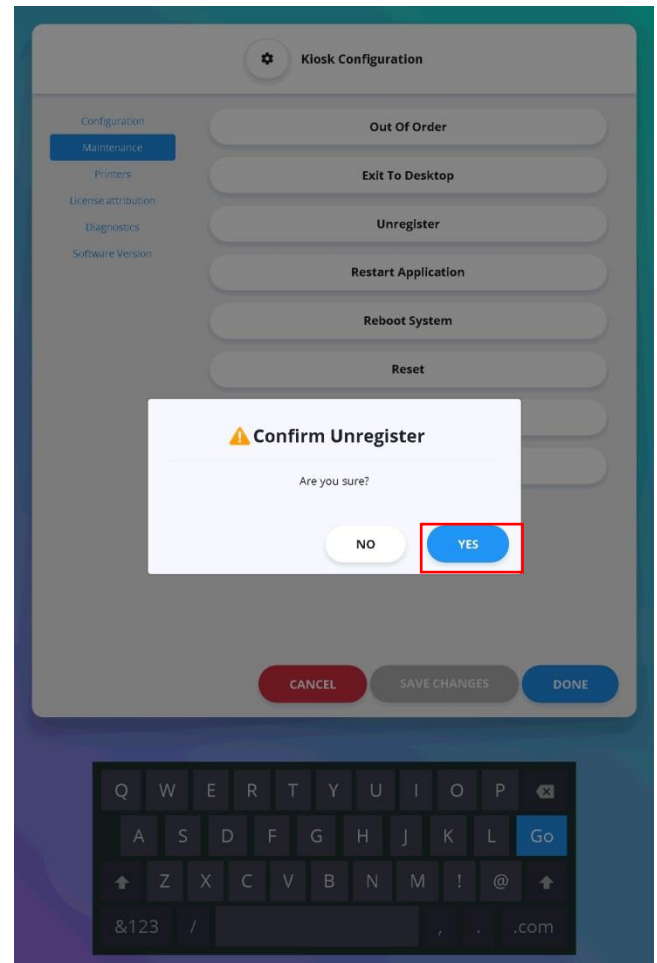 Kiosk Configuration
Configuration
Maintenance
Printers
License attribution
Diagnostics
Software Version
Out Of Order
Exit To Desktop
Unregister
Restart Application
Reboot System
Reset
Confirm Unregister
Are you sure?
NO
YES
CANCEL
SAVE CHANGES
DONE
Q W E R T Y U I O P
A S D F G H J K L Go
Z X C V B N M ! @
&123 / , . .com